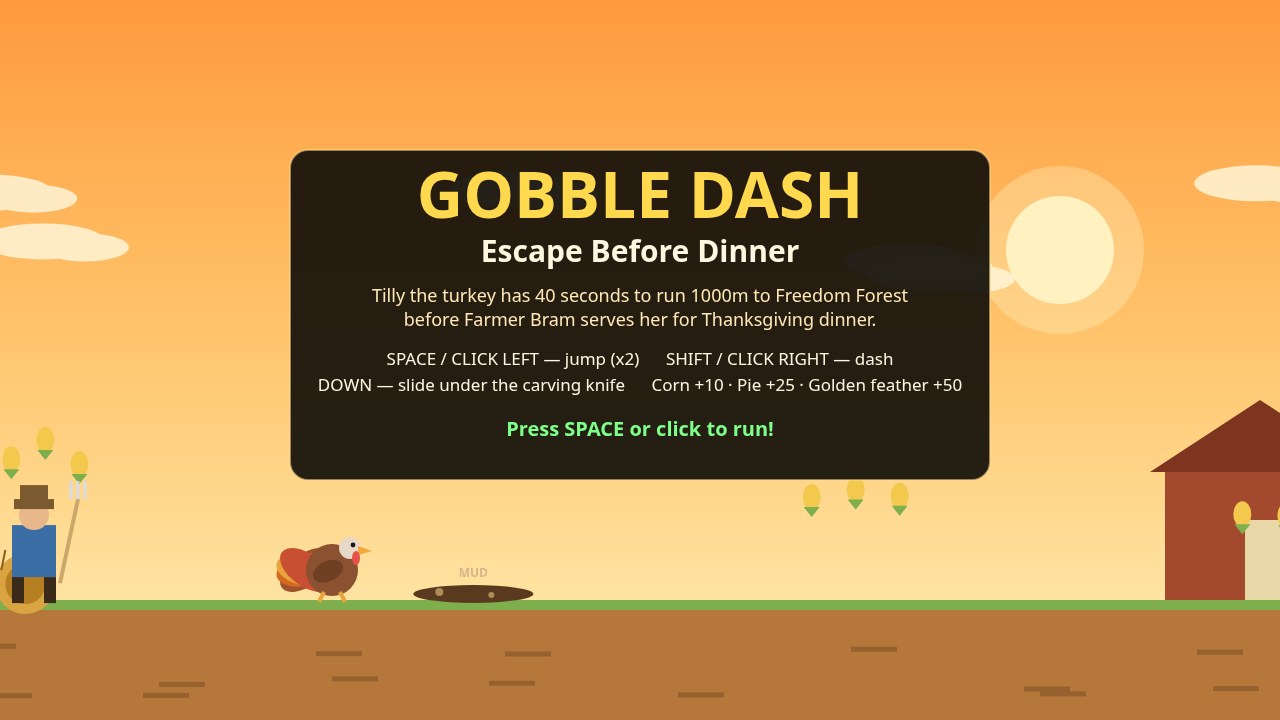 GOBBLE DASH
Escape Before Dinner
Tilly the turkey has 40 seconds to run 1000m to Freedom Forest
before Farmer Bram serves her for Thanksgiving dinner.
SPACE / CLICK LEFT — jump (x2) SHIFT / CLICK RIGHT — dash
DOWN — slide under the carving knife Corn +10 · Pie +25 · Golden feather +50
Press SPACE or click to run!
MUD